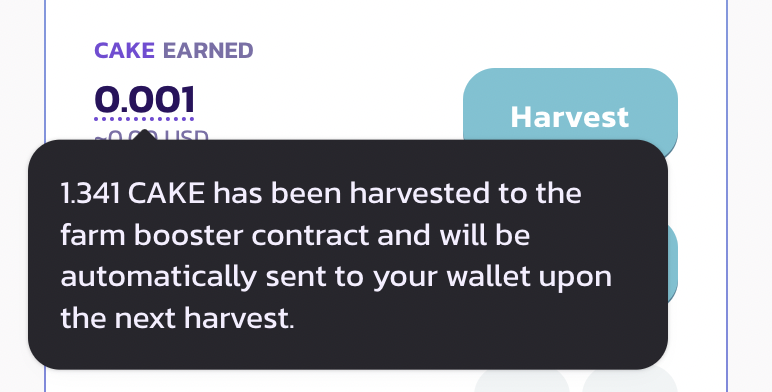 CAKE EARNED
0.001
~0.00 USD
Harvest
1.341 CAKE has been harvested to the
farm booster contract and will be
automatically sent to your wallet upon
the next harvest.